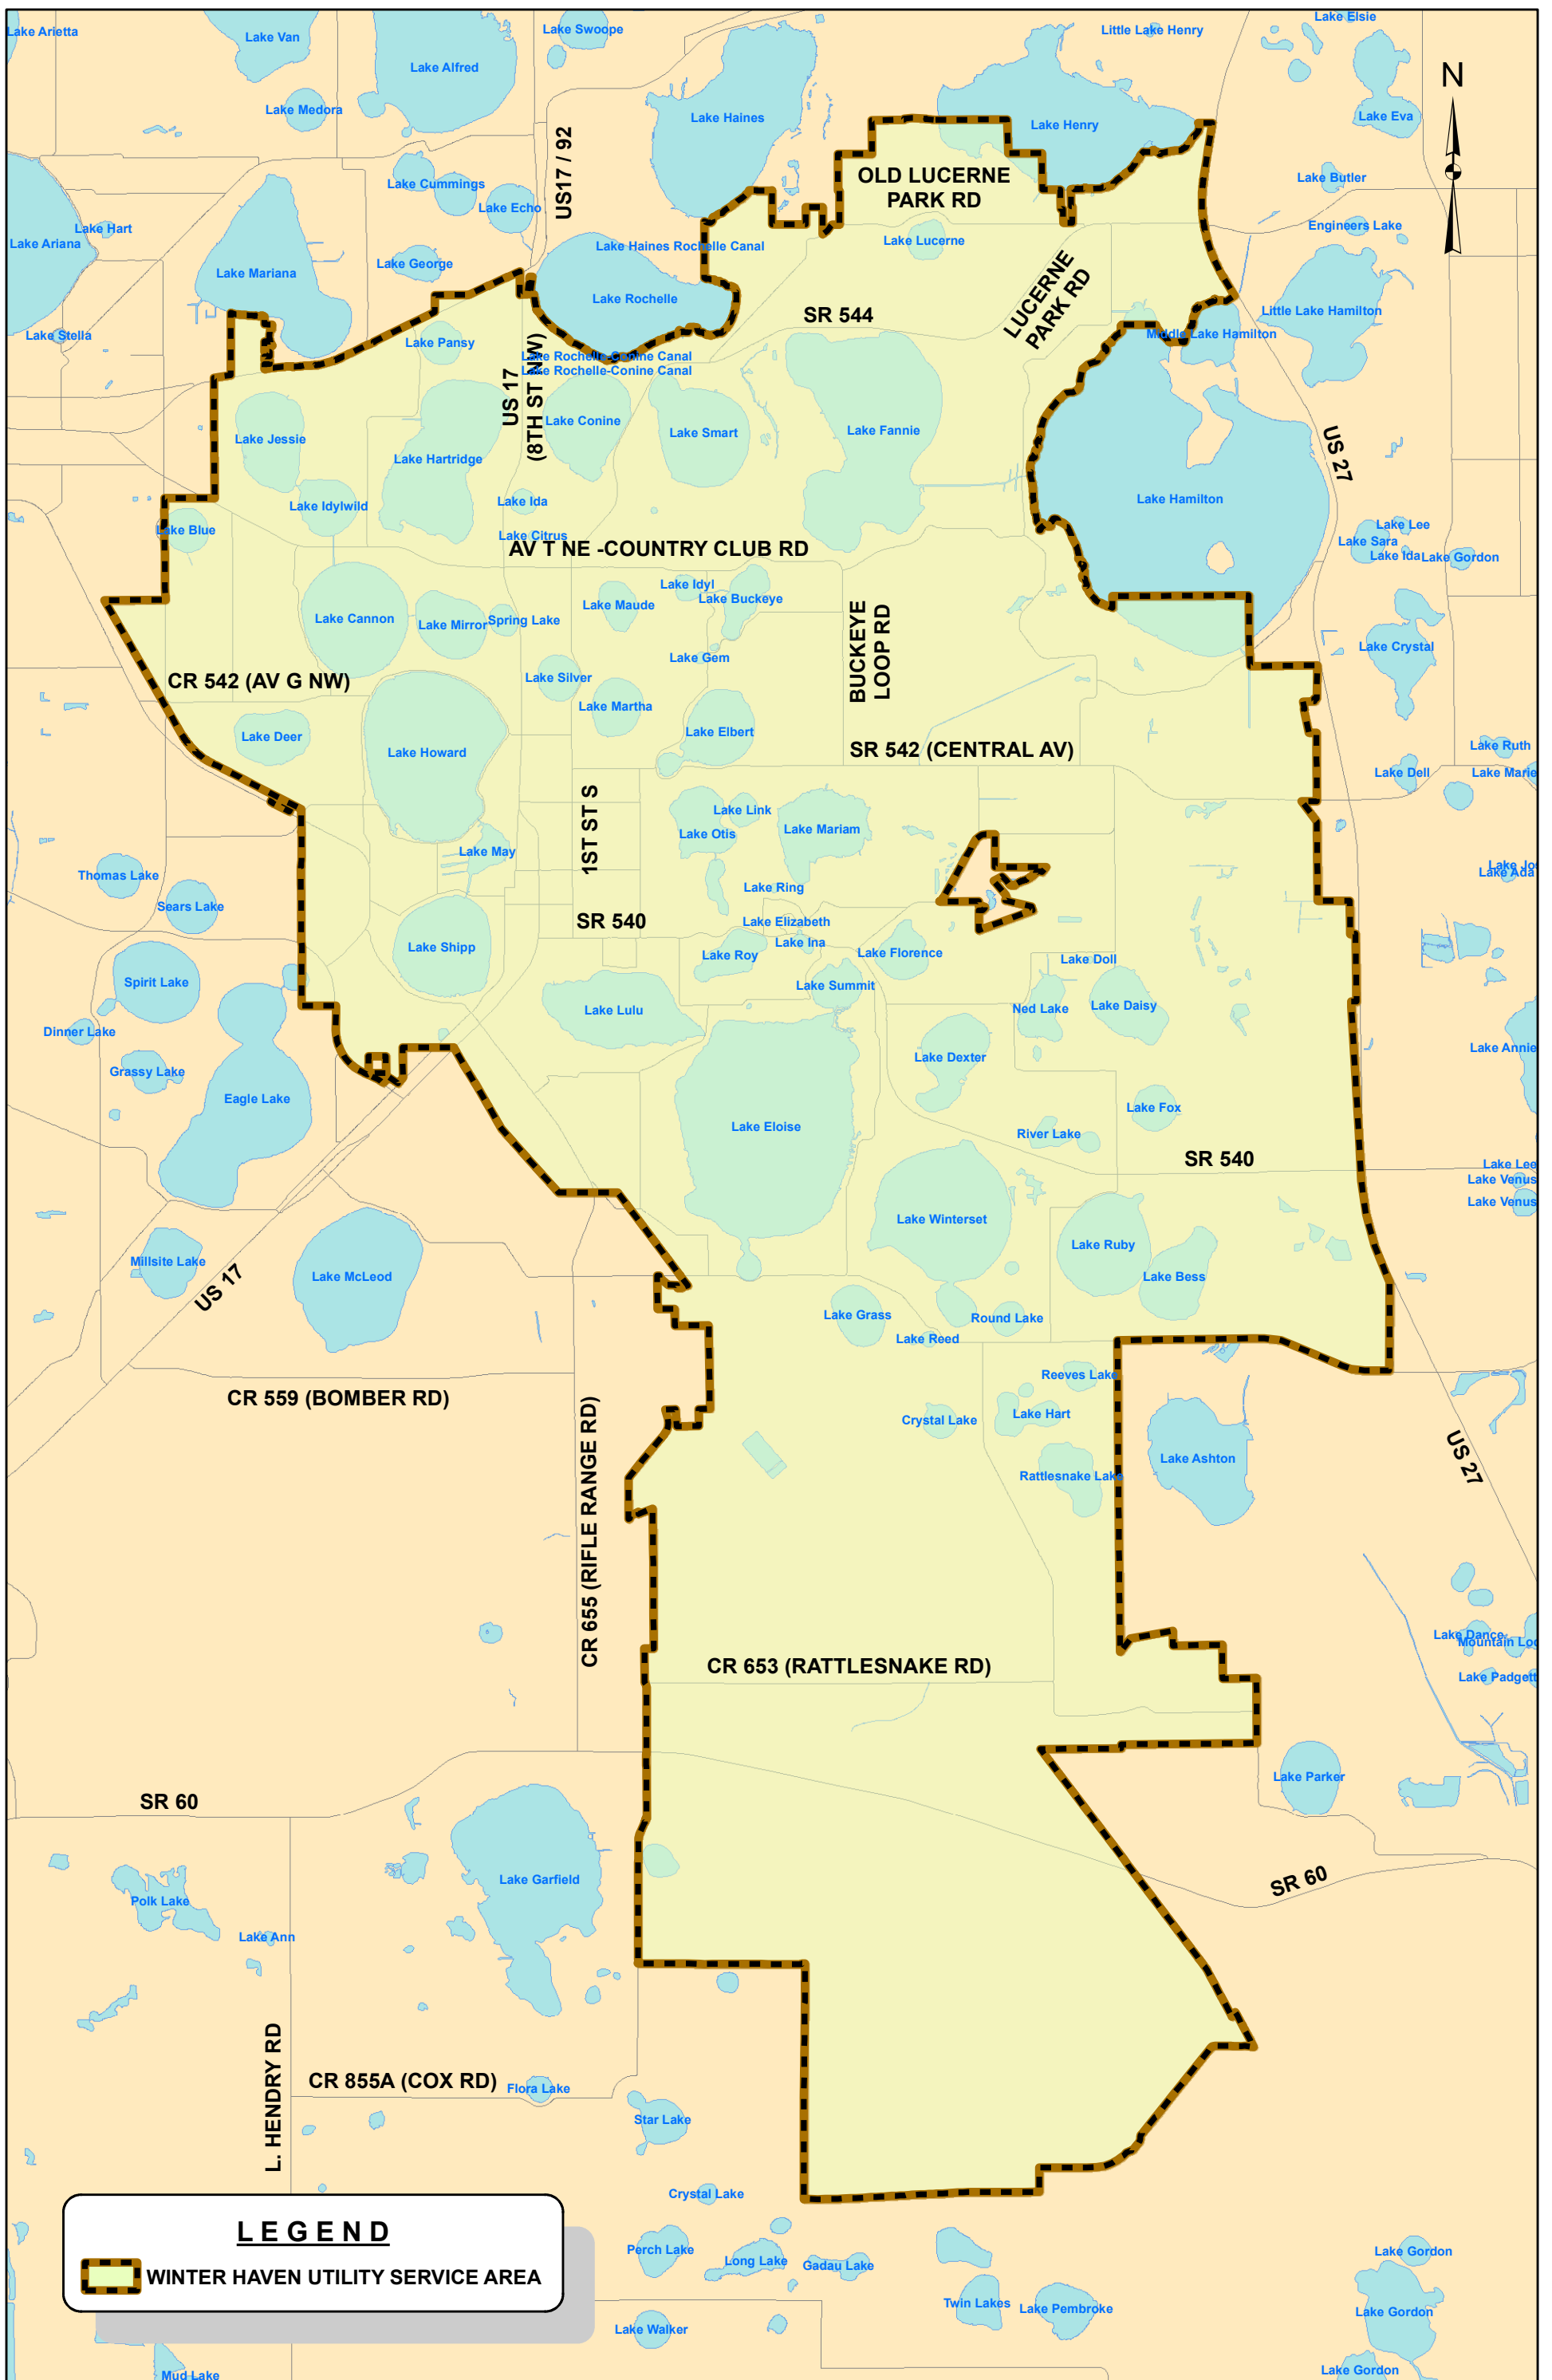 Lake Arietta
Lake Van
Lake Swoope
Little Lake Henry
Lake Elsie
Lake Alfred
N
Lake Medora
Lake Haines
Lake Henry
Lake Eva
US17 / 92
OLD LUCERNE
PARK RD
Lake Cummings
Lake Butler
Lake Echo
Lake Hart
Lake Ariana
Engineers Lake
Lake Haines Rochelle Canal
Lake Lucerne
Lake George
Lake Mariana
Lake Rochelle
LUCERNE
PARK RD
SR 544
Little Lake Hamilton
Lake Stella
Lake Pansy
Middle Lake Hamilton
Lake Rochelle-Conine Canal
Lake Rochelle-Conine Canal
US 17
(8TH ST NW)
Lake Conine
Lake Smart
Lake Fannie
Lake Jessie
Lake Hartridge
US 27
Lake Hamilton
Lake Idylwild
Lake Ida
Lake Blue
Lake Citrus
Lake Lee
Lake Sara
Lake Ida
Lake Gordon
AV T NE -COUNTRY CLUB RD
Lake Idyl
Lake Buckeye
Lake Maude
Lake Cannon
Lake Mirror
Spring Lake
BUCKEYE
LOOP RD
Lake Crystal
Lake Gem
CR 542 (AV G NW)
Lake Silver
Lake Martha
Lake Deer
Lake Elbert
Lake Howard
SR 542 (CENTRAL AV)
Lake Ruth
Lake Dell
Lake Marie
1ST ST S
Lake Link
Lake Otis
Lake Mariam
Lake May
Thomas Lake
Lake Ada
Lake Ring
Sears Lake
SR 540
Lake Elizabeth
Lake Ina
Lake Shipp
Lake Roy
Lake Florence
Lake Doll
Spirit Lake
Lake Summit
Lake Lulu
Ned Lake
Lake Daisy
Dinner Lake
Lake Annie
Lake Dexter
Grassy Lake
Eagle Lake
Lake Fox
Lake Eloise
River Lake
SR 540
Lake Lee
Lake Venus
Lake Venus
Lake Winterset
Lake Ruby
Millsite Lake
Lake McLeod
Lake Bess
US 17
Lake Grass
Round Lake
Lake Reed
Reeves Lake
CR 559 (BOMBER RD)
Lake Hart
Crystal Lake
Lake Ashton
US 27
Rattlesnake Lake
CR 655 (RIFLE RANGE RD)
Lake Dance
Mountain Loc
CR 653 (RATTLESNAKE RD)
Lake Padgett
Lake Parker
SR 60
Lake Garfield
SR 60
Polk Lake
Lake Ann
L. HENDRY RD
CR 855A (COX RD)
Flora Lake
Star Lake
Crystal Lake
LEGEND
WINTER HAVEN UTILITY SERVICE AREA
Perch Lake
Long Lake
Gadau Lake
Lake Gordon
Twin Lakes
Lake Pembroke
Lake Gordon
Lake Walker
Mud Lake
Lake Gordon